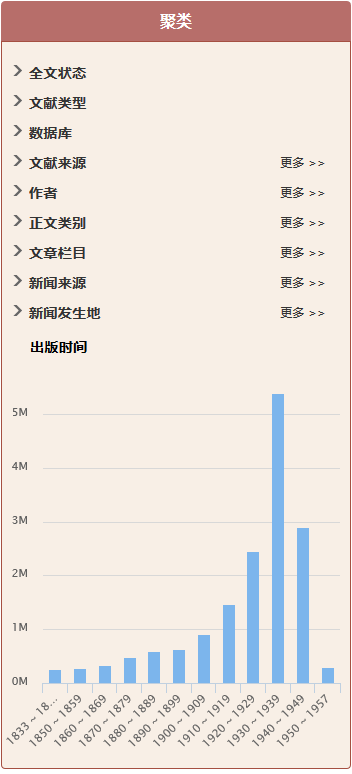 聚类
全文状态
文献类型
数据库
文献来源 更多 >>
作者 更多 >>
正文类别 更多 >>
文章栏目 更多 >>
新闻来源 更多 >>
新闻发生地 更多 >>
出版时间
5M
4M
3M
2M
1M
0M
1833 ~ 18...
1850 ~ 1859
1860 ~ 1869
1870 ~ 1879
1880 ~ 1889
1890 ~ 1899
1900 ~ 1909
1910 ~ 1919
1920 ~ 1929
1930 ~ 1939
1940 ~ 1949
1950 ~ 1957